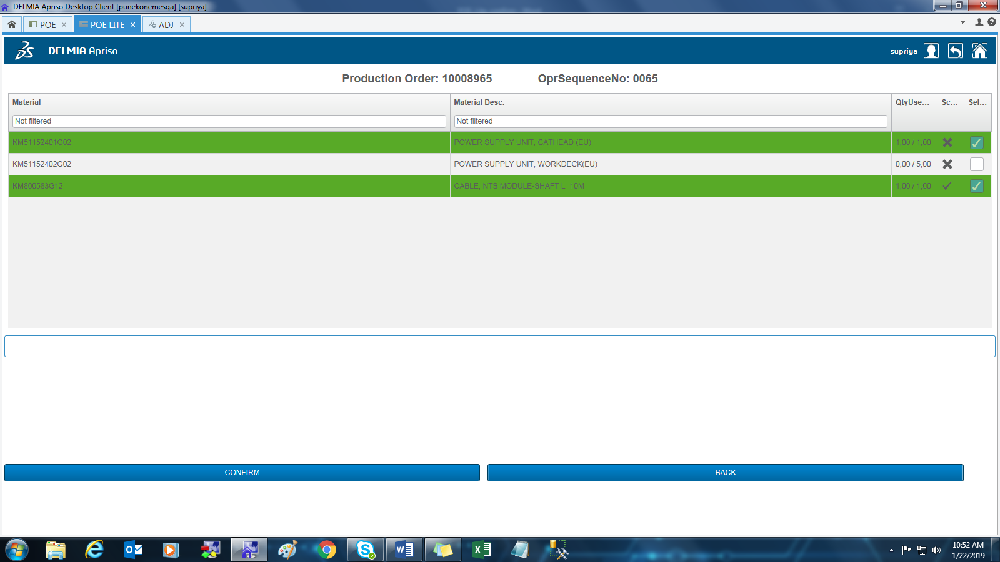 DELMIA Apriso Desktop Client [punekonemesqa] [supriya]
POE POE LITE ADJ
DELMIA Apriso supriya
Production Order: 10008965 OprSequenceNo: 0065
Material Material Desc. QtyUse... Sc... Sel...
Not filtered Not filtered
KM51152401G02 POWER SUPPLY UNIT, CATHEAD (EU) 1,00 / 1,00
KM51152402G02 POWER SUPPLY UNIT, WORKDECK(EU) 0,00 / 5,00
KM800583G12 CABLE, NTS MODULE-SHAFT L=10M 1,00 / 1,00
CONFIRM BACK
10:52 AM
1/22/2019